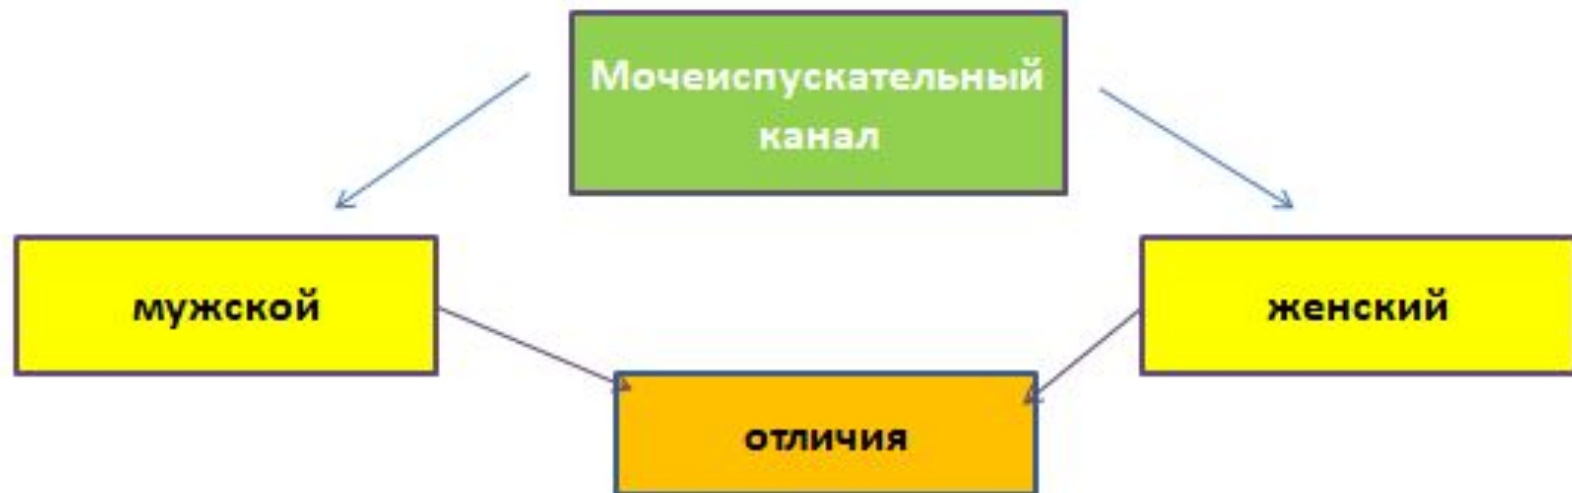 Мочеиспускательный
канал
мужской
женский
отличия